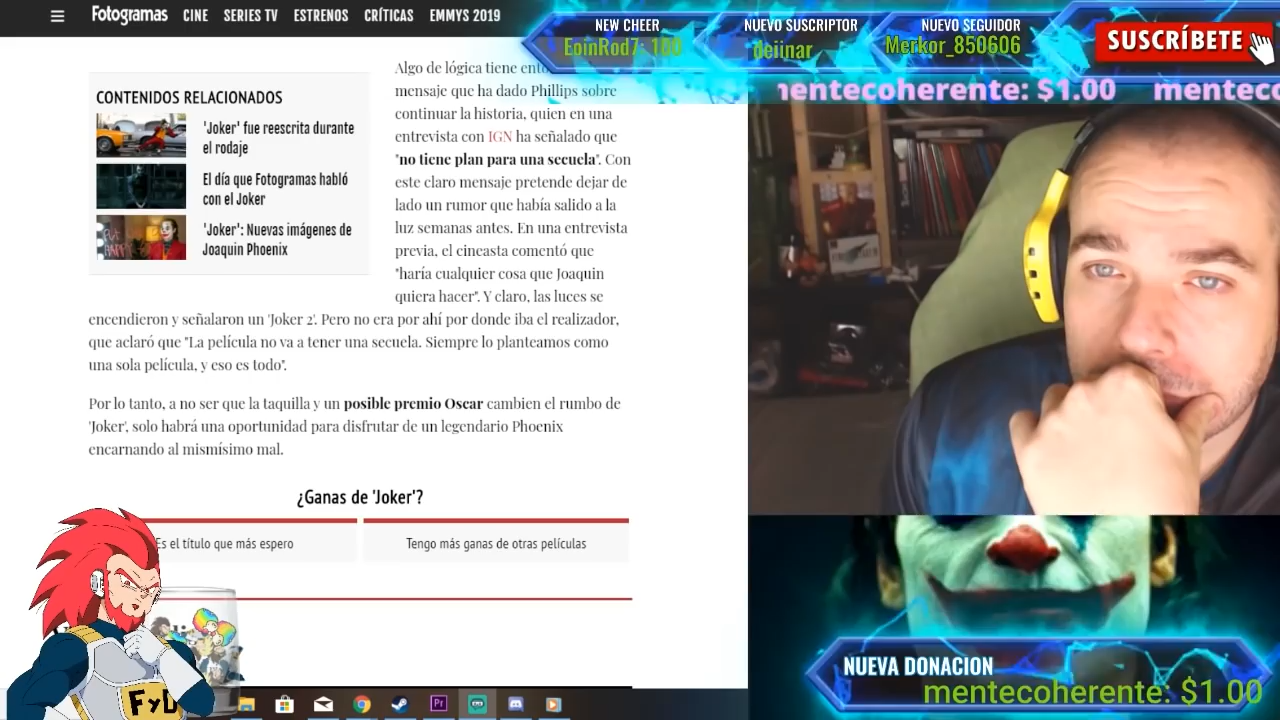 Fotogramas CINE SERIES TV ESTRENOS CRÍTICAS EMMYS 2019
CONTENIDOS RELACIONADOS
'Joker' fue reescrita durante
el rodaje
El día que Fotogramas habló
con el Joker
'Joker': Nuevas imágenes de
Joaquin Phoenix
Algo de lógica tiene
mensaje que ha dado Phillips sobre
continuar la historia, quien en una
entrevista con IGN ha señalado que
"no tiene plan para una secuela". Con
este claro mensaje pretende dejar de
lado un rumor que había salido a la
luz semanas antes. En una entrevista
previa, el cineasta comentó que
"haría cualquier cosa que Joaquin
quiera hacer". Y claro, las luces se
encendieron y señalaron un 'Joker 2'. Pero no era por ahí por donde iba el realizador,
que aclaró que "La película no va a tener una secuela. Siempre lo planteamos como
una sola película, y eso es todo".
Por lo tanto, a no ser que la taquilla y un posible premio Oscar cambien el rumbo de
'Joker', solo habrá una oportunidad para disfrutar de un legendario Phoenix
encarnando al mismísimo mal.
¿Ganas de 'Joker'?
Es el título que más espero
Tengo más ganas de otras películas
NEW CHEER
EoinRod7: 100
NUEVO SUSCRIPTOR
deiinar
NUEVO SEGUIDOR
Merkor_850606
SUSCRÍBETE
mentecoherente: $1.00
FyD
Pr
NUEVA DONACION
mentecoherente: $1.00